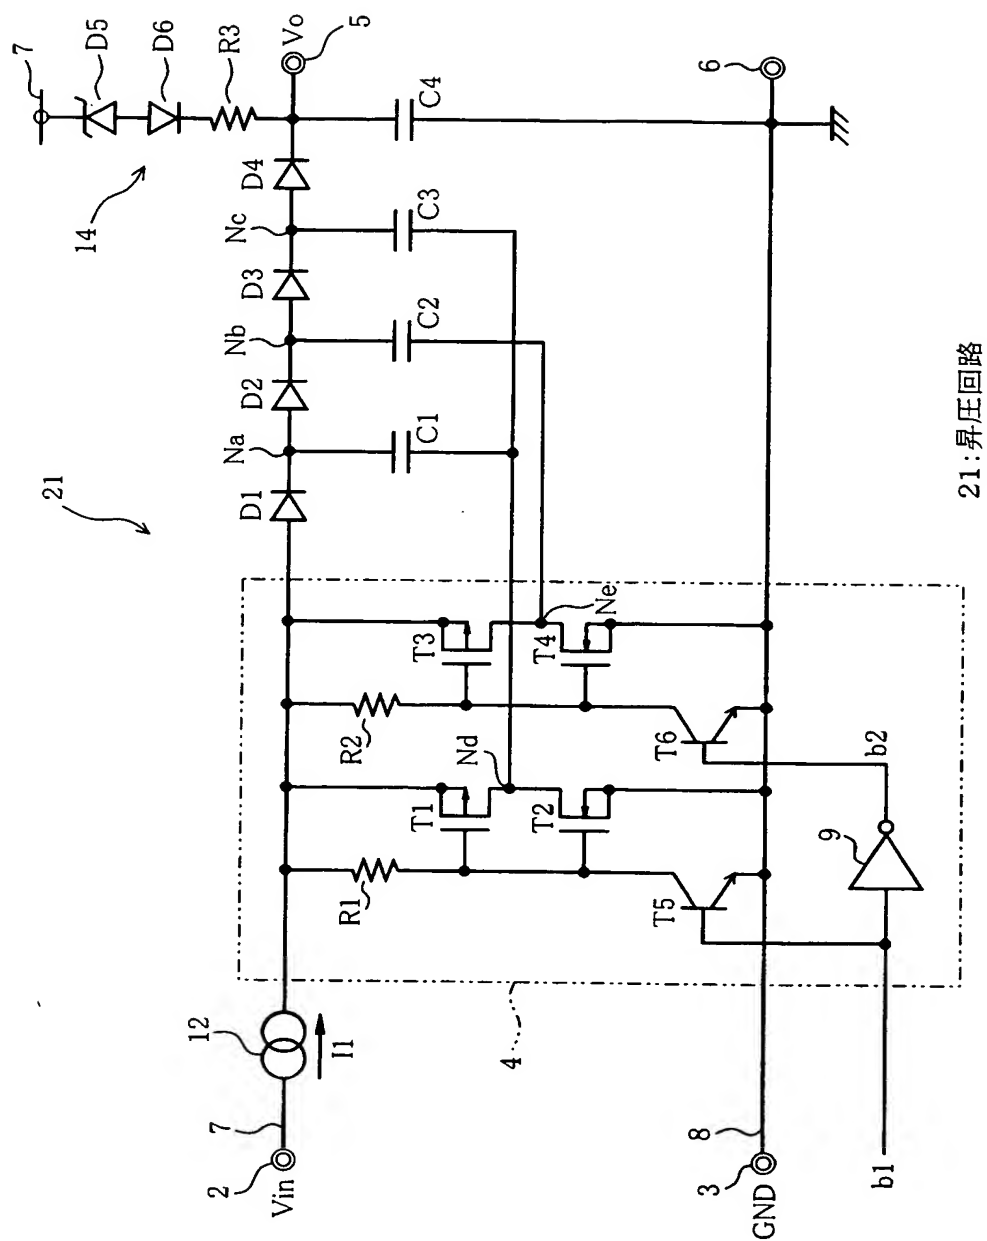 21
14
7
D5
D6
R3
Vo
5
D1
Na
D2
Nb
D3
Nc
D4
C1
C2
C3
C4
6
2
Vin
7
12
I1
R1
T1
Nd
R2
T3
T2
T4
Ne
T5
T6
4
3
GND
8
9
b1
b2
21:昇圧回路